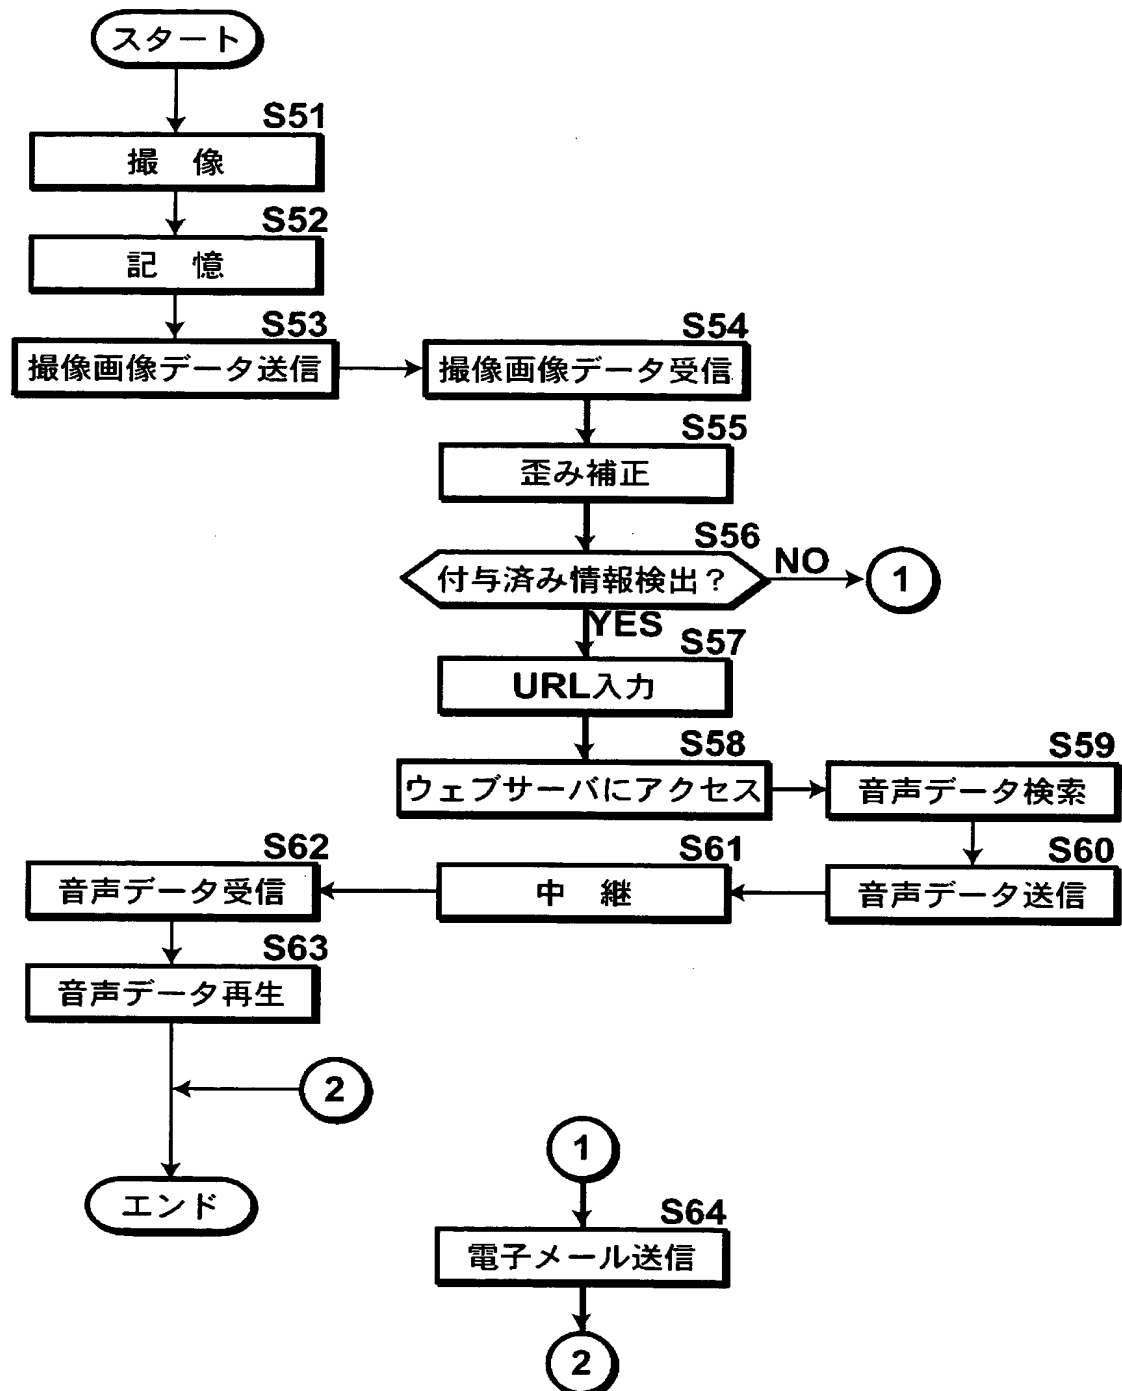 スタート
S51
撮 像
S52
記 憶
S53
撮像画像データ送信
S54
撮像画像データ受信
S55
歪み補正
S56
付与済み情報検出?
NO
1
YES
S57
URL入力
S58
ウェブサーバにアクセス
S59
音声データ検索
S60
音声データ送信
S61
中 継
S62
音声データ受信
S63
音声データ再生
2
エンド
1
S64
電子メール送信
2